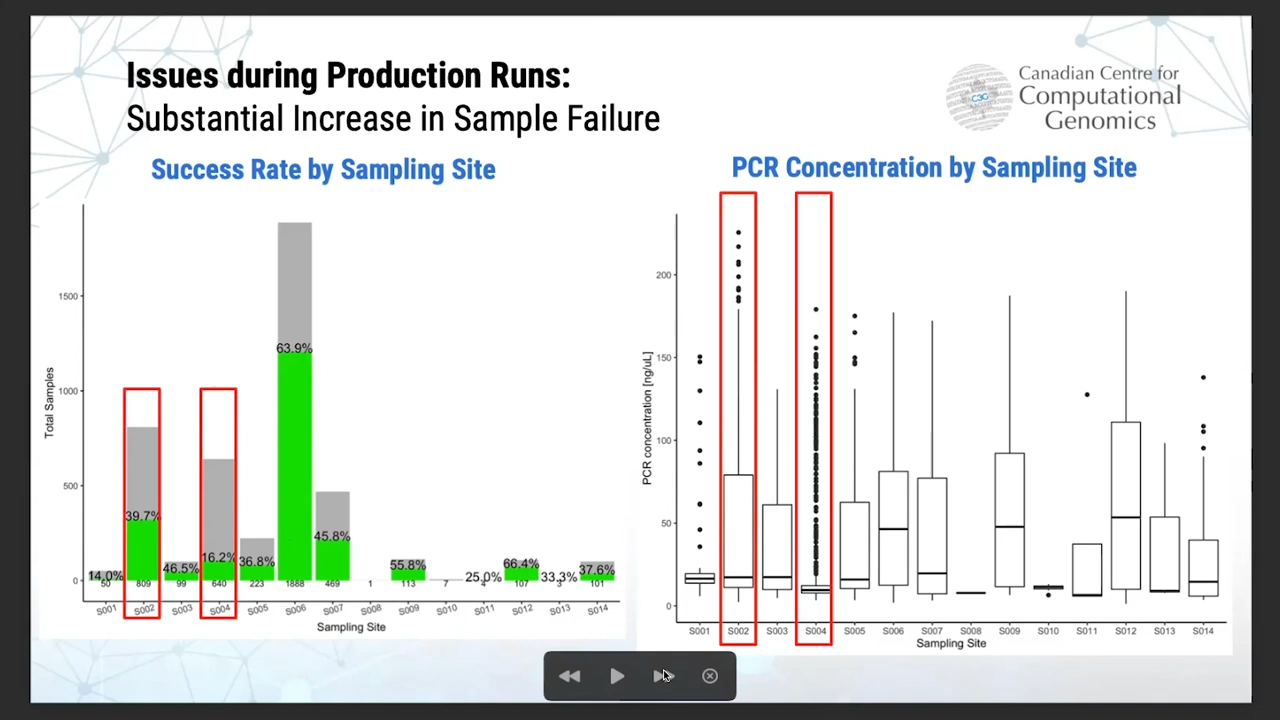 Issues during Production Runs:
Substantial Increase in Sample Failure
Canadian Centre for
Computational
Genomics
C3G
Success Rate by Sampling Site
PCR Concentration by Sampling Site
Total Samples
1500
1000
500
0
14.0%
39.7%
46.5%
16.2%
36.8%
63.9%
45.8%
55.8%
25.0%
66.4%
33.3%
37.6%
50 809 99 640 223 1888 469 1 113 7 4 107 3 101
S001 S002 S003 S004 S005 S006 S007 S008 S009 S010 S011 S012 S013 S014
Sampling Site
PCR concentration [ng/uL]
200
150
100
50
0
S001 S002 S003 S004 S005 S006 S007 S008 S009 S010 S011 S012 S013 S014
Sampling Site